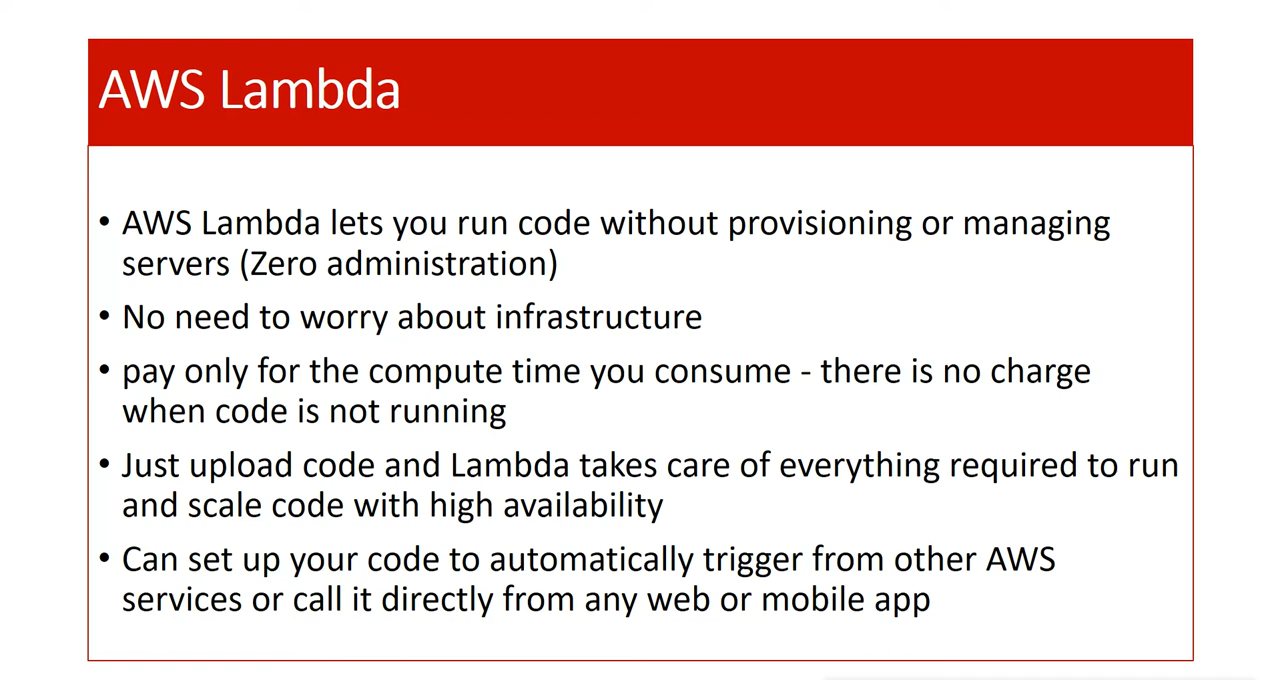 AWS Lambda
• AWS Lambda lets you run code without provisioning or managing
servers (Zero administration)
• No need to worry about infrastructure
• pay only for the compute time you consume - there is no charge
when code is not running
• Just upload code and Lambda takes care of everything required to run
and scale code with high availability
• Can set up your code to automatically trigger from other AWS
services or call it directly from any web or mobile app